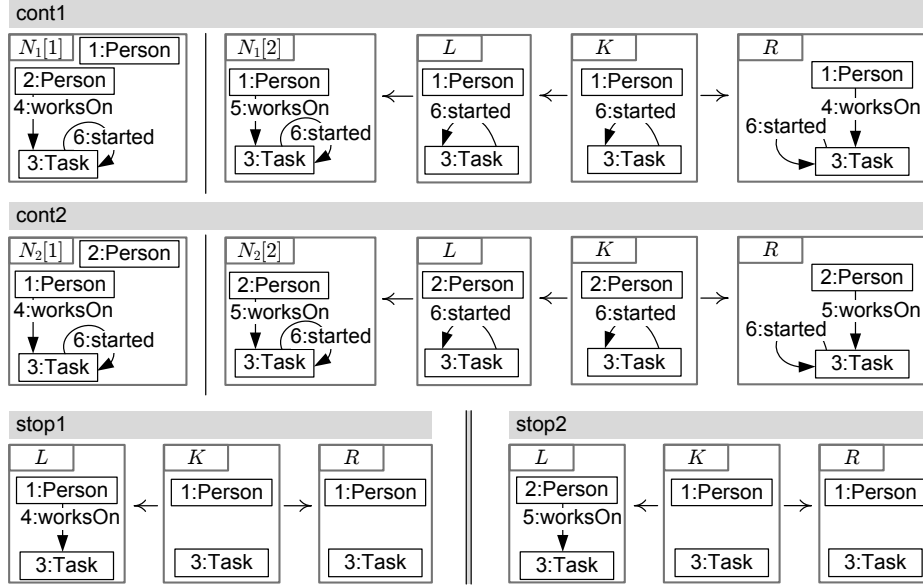 cont1
N₁[1] 1:Person
2:Person
4:worksOn
6:started
3:Task
N₁[2]
1:Person
5:worksOn
6:started
3:Task
L
1:Person
6:started
3:Task
K
1:Person
6:started
3:Task
R
1:Person
4:worksOn
6:started
3:Task
cont2
N₂[1] 2:Person
1:Person
4:worksOn
6:started
3:Task
N₂[2]
2:Person
5:worksOn
6:started
3:Task
L
2:Person
6:started
3:Task
K
2:Person
6:started
3:Task
R
2:Person
5:worksOn
6:started
3:Task
stop1
L
1:Person
4:worksOn
3:Task
K
1:Person
3:Task
R
1:Person
3:Task
stop2
L
2:Person
5:worksOn
3:Task
K
1:Person
3:Task
R
1:Person
3:Task